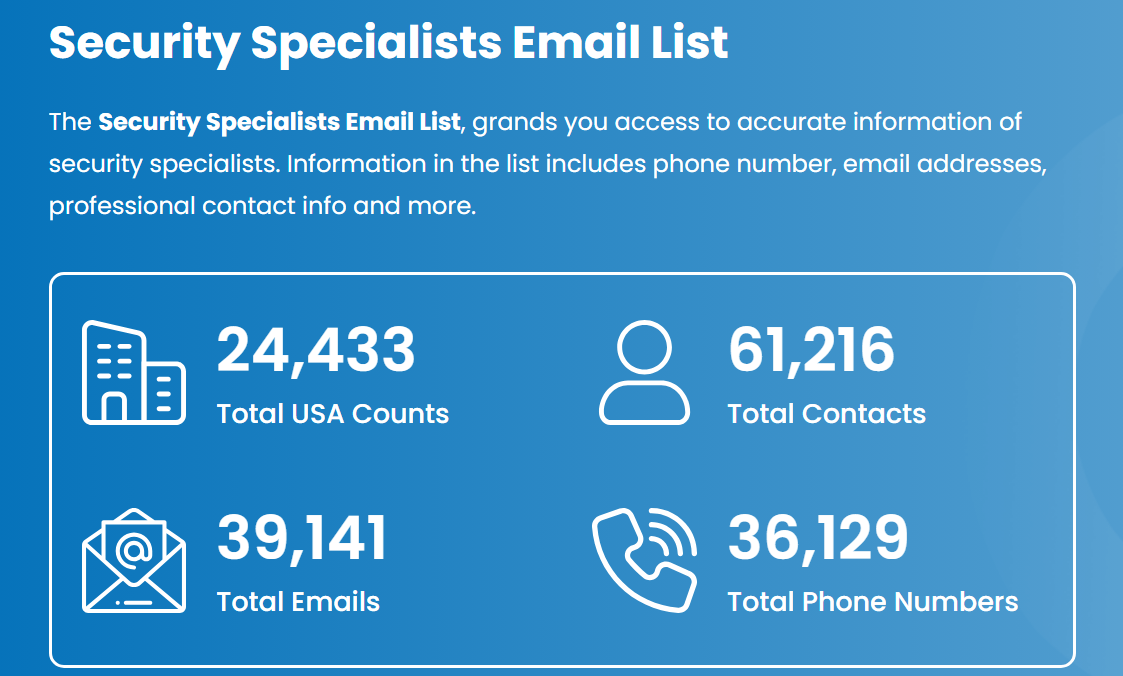 Security Specialists Email List
The Security Specialists Email List, grands you access to accurate information of
security specialists. Information in the list includes phone number, email addresses,
professional contact info and more.
24,433
Total USA Counts
61,216
Total Contacts
39,141
Total Emails
36,129
Total Phone Numbers